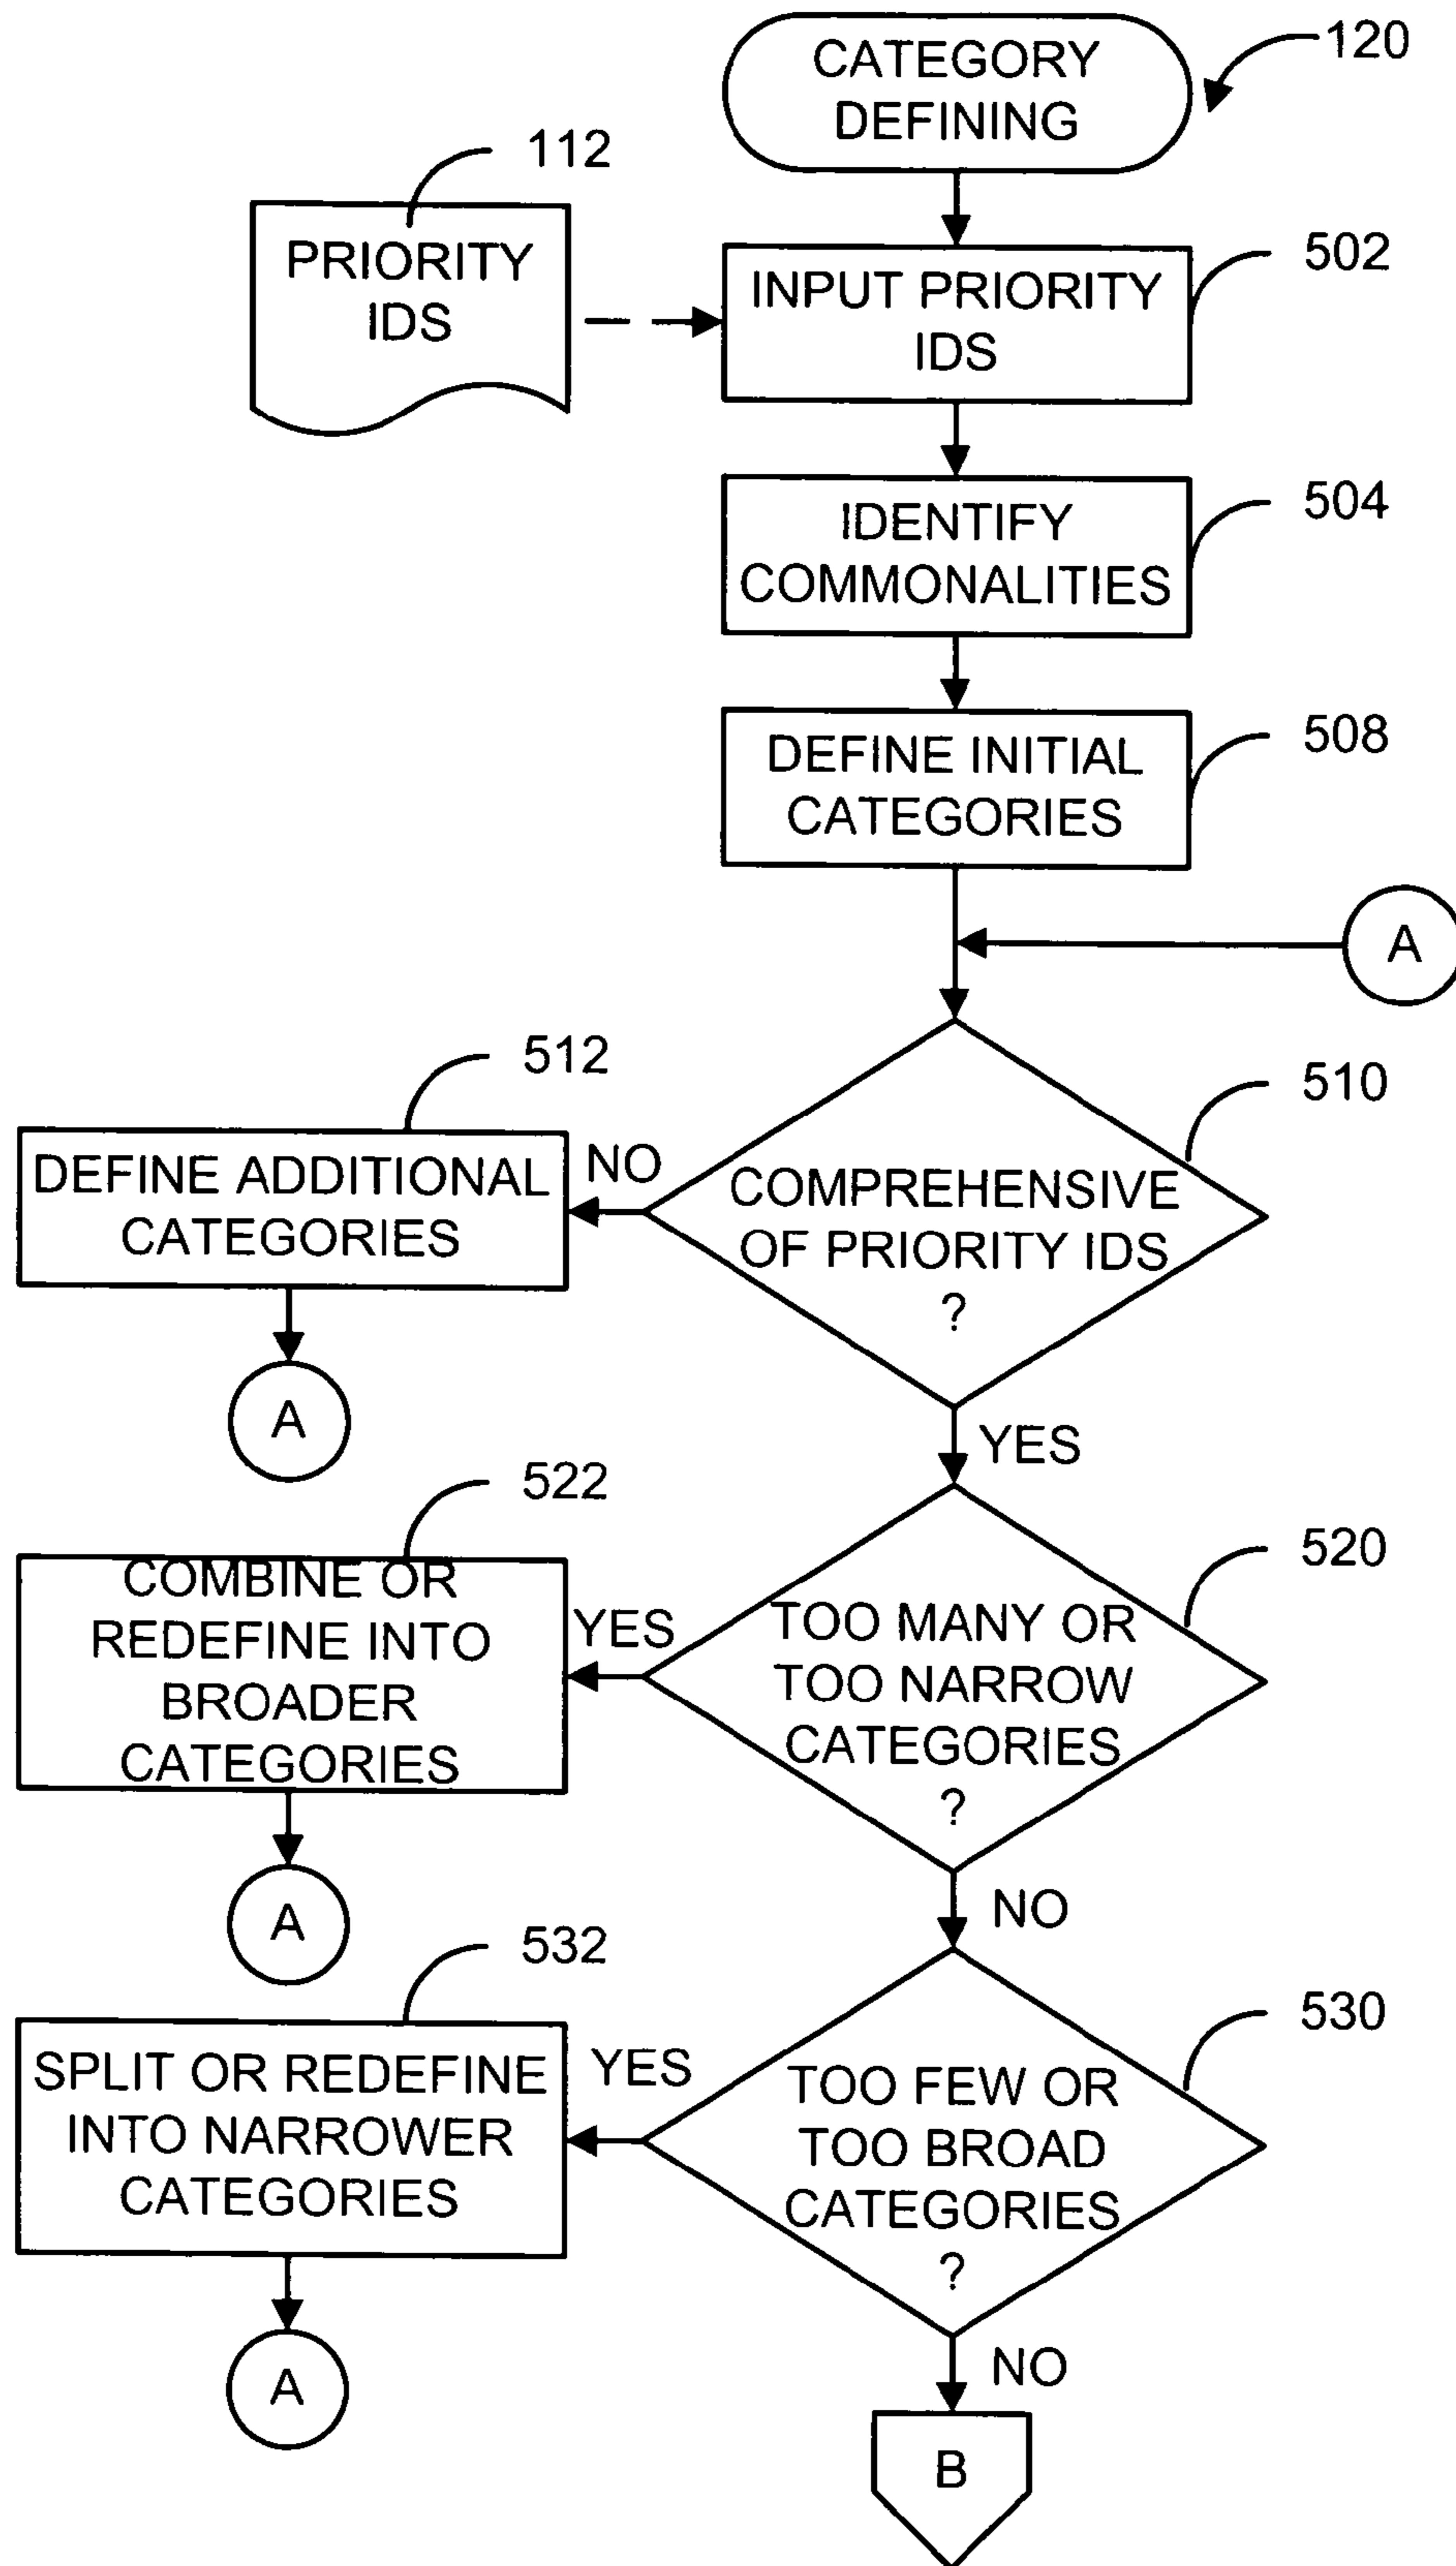 CATEGORY
DEFINING
120
112
PRIORITY
IDS
INPUT PRIORITY
IDS
502
IDENTIFY
COMMONALITIES
504
DEFINE INITIAL
CATEGORIES
508
A
512
DEFINE ADDITIONAL
CATEGORIES
NO
COMPREHENSIVE
OF PRIORITY IDS
?
510
A
YES
522
COMBINE OR
REDEFINE INTO
BROADER
CATEGORIES
YES
TOO MANY OR
TOO NARROW
CATEGORIES
?
520
A
NO
532
SPLIT OR REDEFINE
INTO NARROWER
CATEGORIES
YES
TOO FEW OR
TOO BROAD
CATEGORIES
?
530
A
NO
B